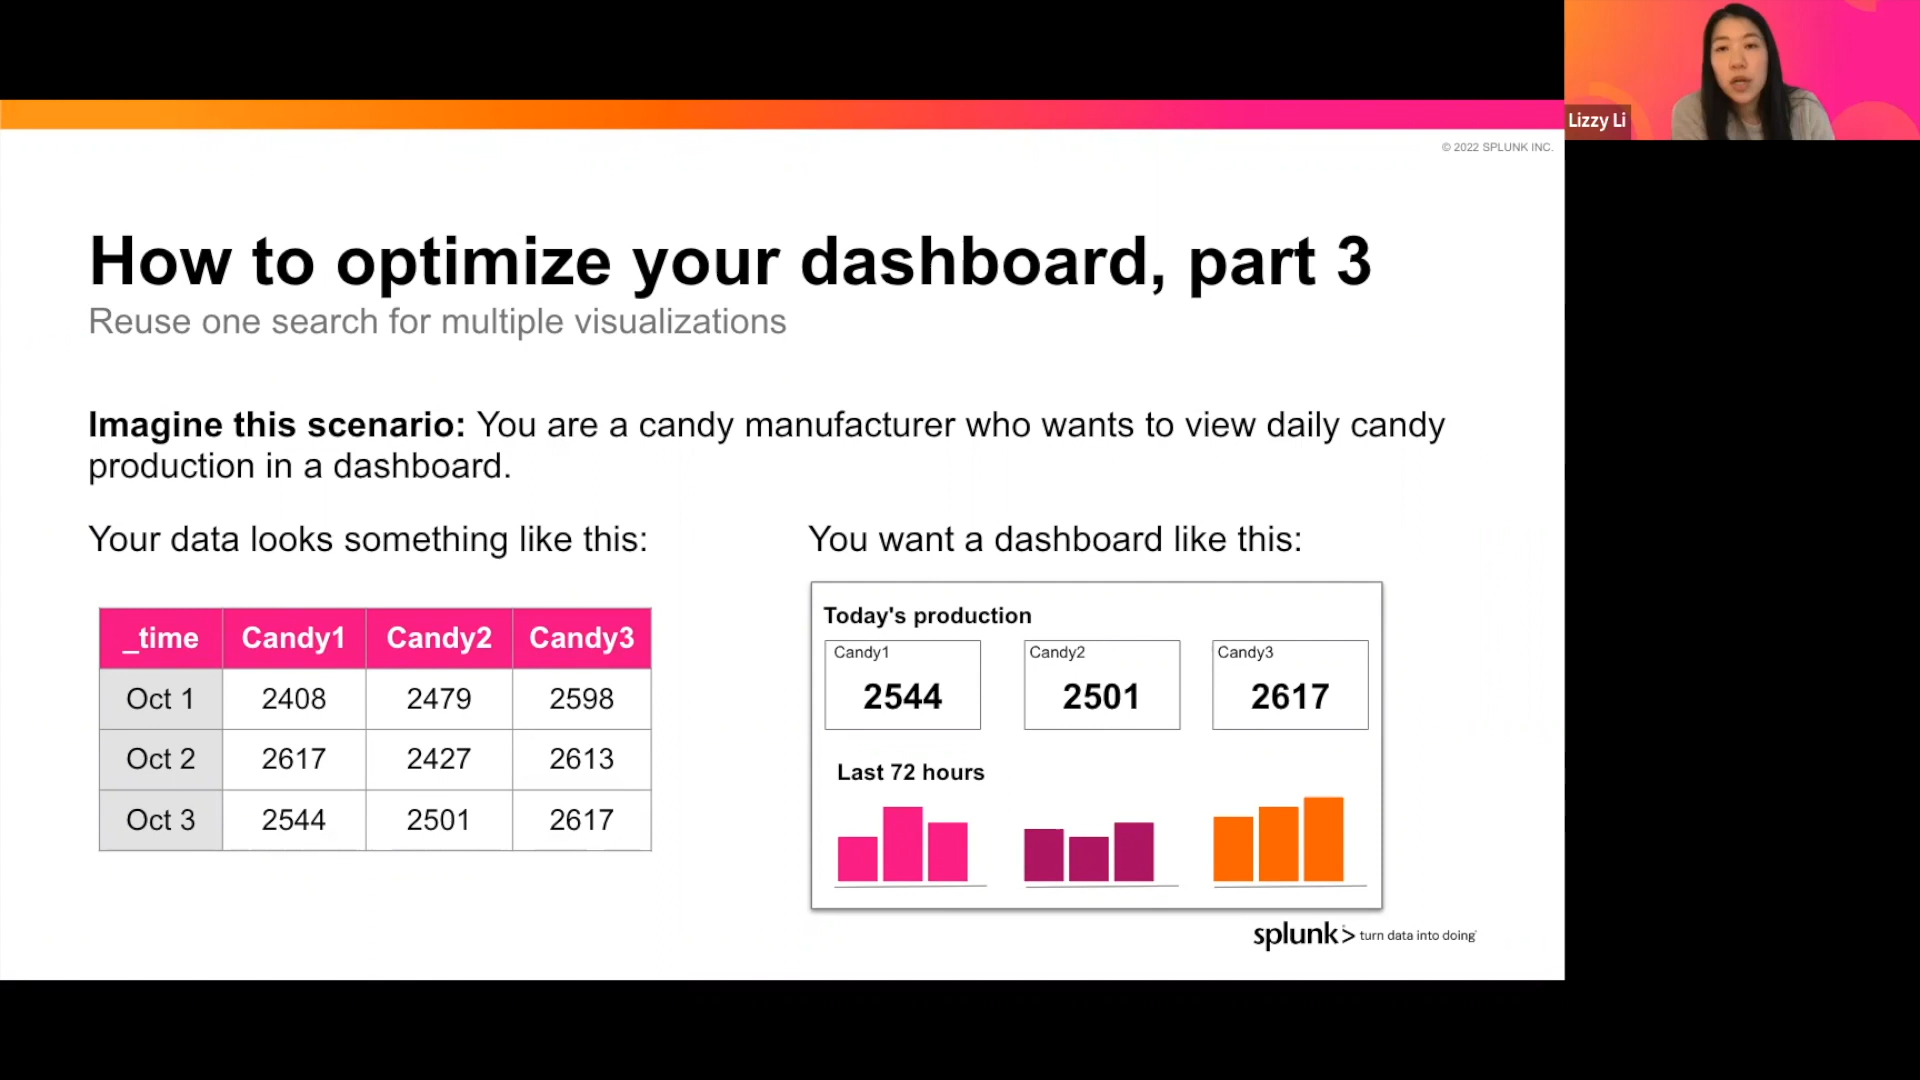 Lizzy Li
© 2022 SPLUNK INC.
How to optimize your dashboard, part 3
Reuse one search for multiple visualizations
Imagine this scenario: You are a candy manufacturer who wants to view daily candy
production in a dashboard.
Your data looks something like this:
_time Candy1 Candy2 Candy3
Oct 1 2408 2479 2598
Oct 2 2617 2427 2613
Oct 3 2544 2501 2617
You want a dashboard like this:
Today's production
Candy1 Candy2 Candy3
2544 2501 2617
Last 72 hours
splunk> turn data into doing